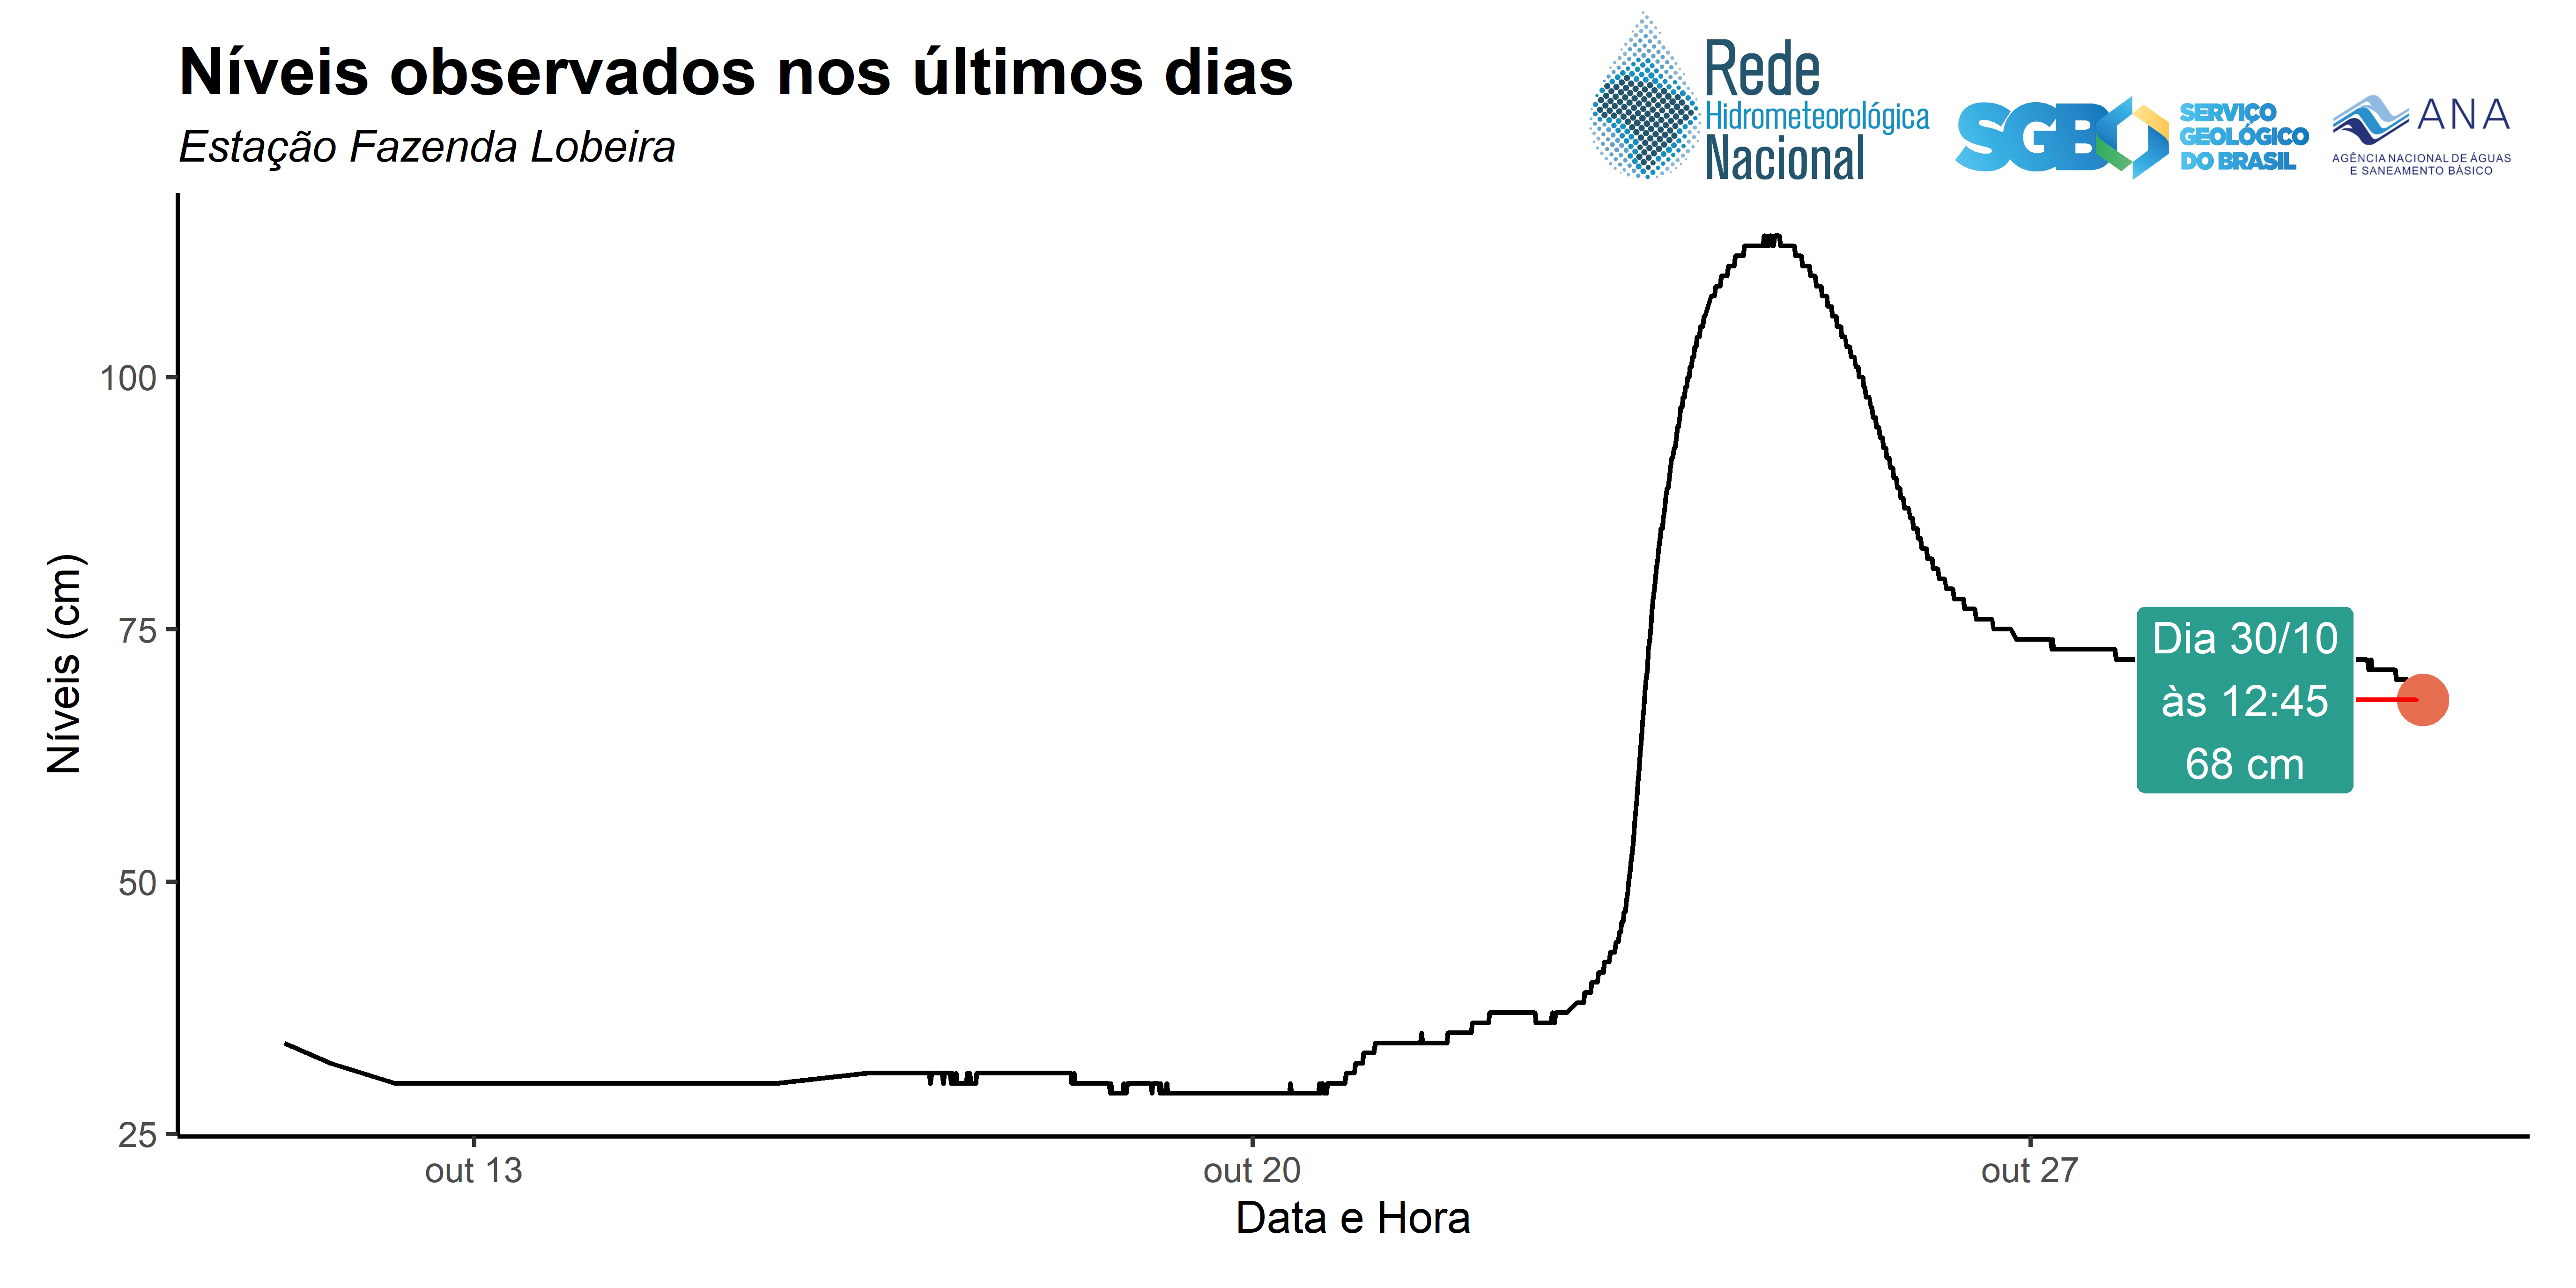 Níveis observados nos últimos dias
Estação Fazenda Lobeira
Rede
Hidrometeorológica
Nacional
SGB
SERVIÇO
GEOLÓGICO
DO BRASIL
ANA
AGÊNCIA NACIONAL DE ÁGUAS
E SANEAMENTO BÁSICO
Níveis (cm)
100
75
50
25
Dia 30/10
às 12:45
68 cm
out 13
out 20
out 27
Data e Hora